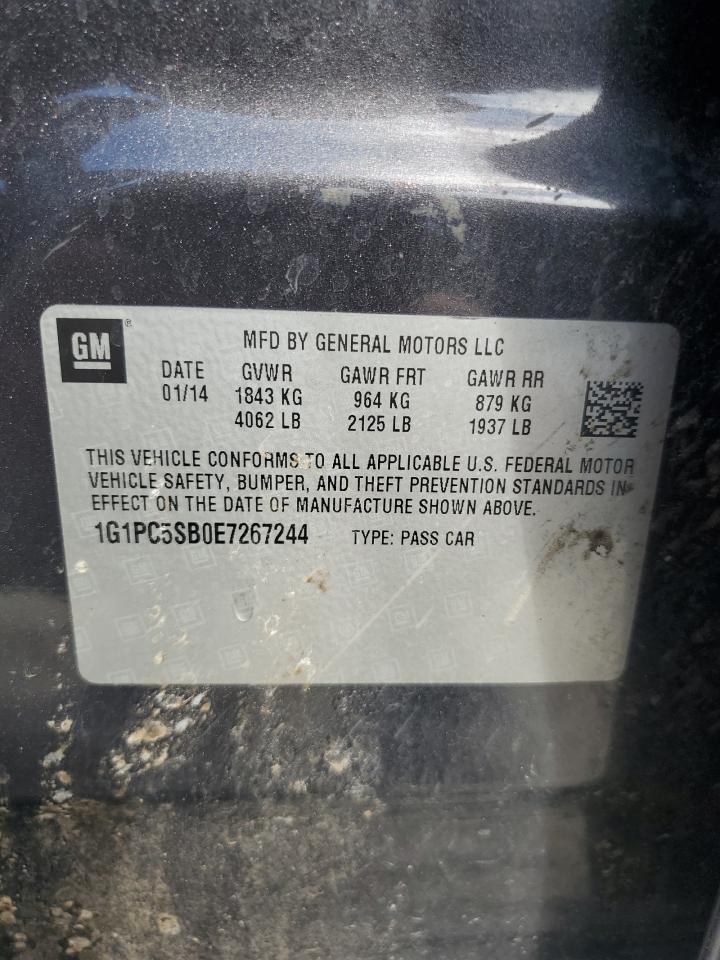 GM®
MFD BY GENERAL MOTORS LLC
DATE GVWR GAWR FRT GAWR RR
01/14 1843 KG 964 KG 879 KG
4062 LB 2125 LB 1937 LB
THIS VEHICLE CONFORMS TO ALL APPLICABLE U.S. FEDERAL MOTOR
VEHICLE SAFETY, BUMPER, AND THEFT PREVENTION STANDARDS IN
EFFECT ON THE DATE OF MANUFACTURE SHOWN ABOVE.
1G1PC5SB0E7267244 TYPE: PASS CAR